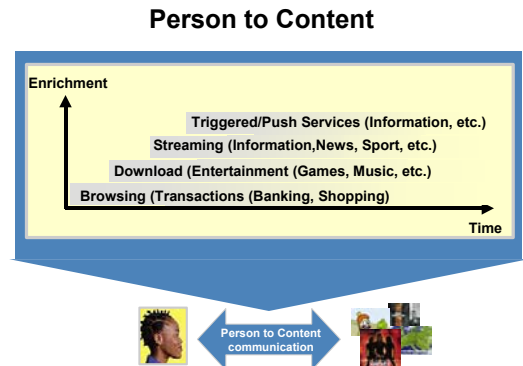 Person to Content
Enrichment
Triggered/Push Services (Information, etc.)
Streaming (Information,News, Sport, etc.)
Download (Entertainment (Games, Music, etc.)
Browsing (Transactions (Banking, Shopping)
Time
Person to Content
communication